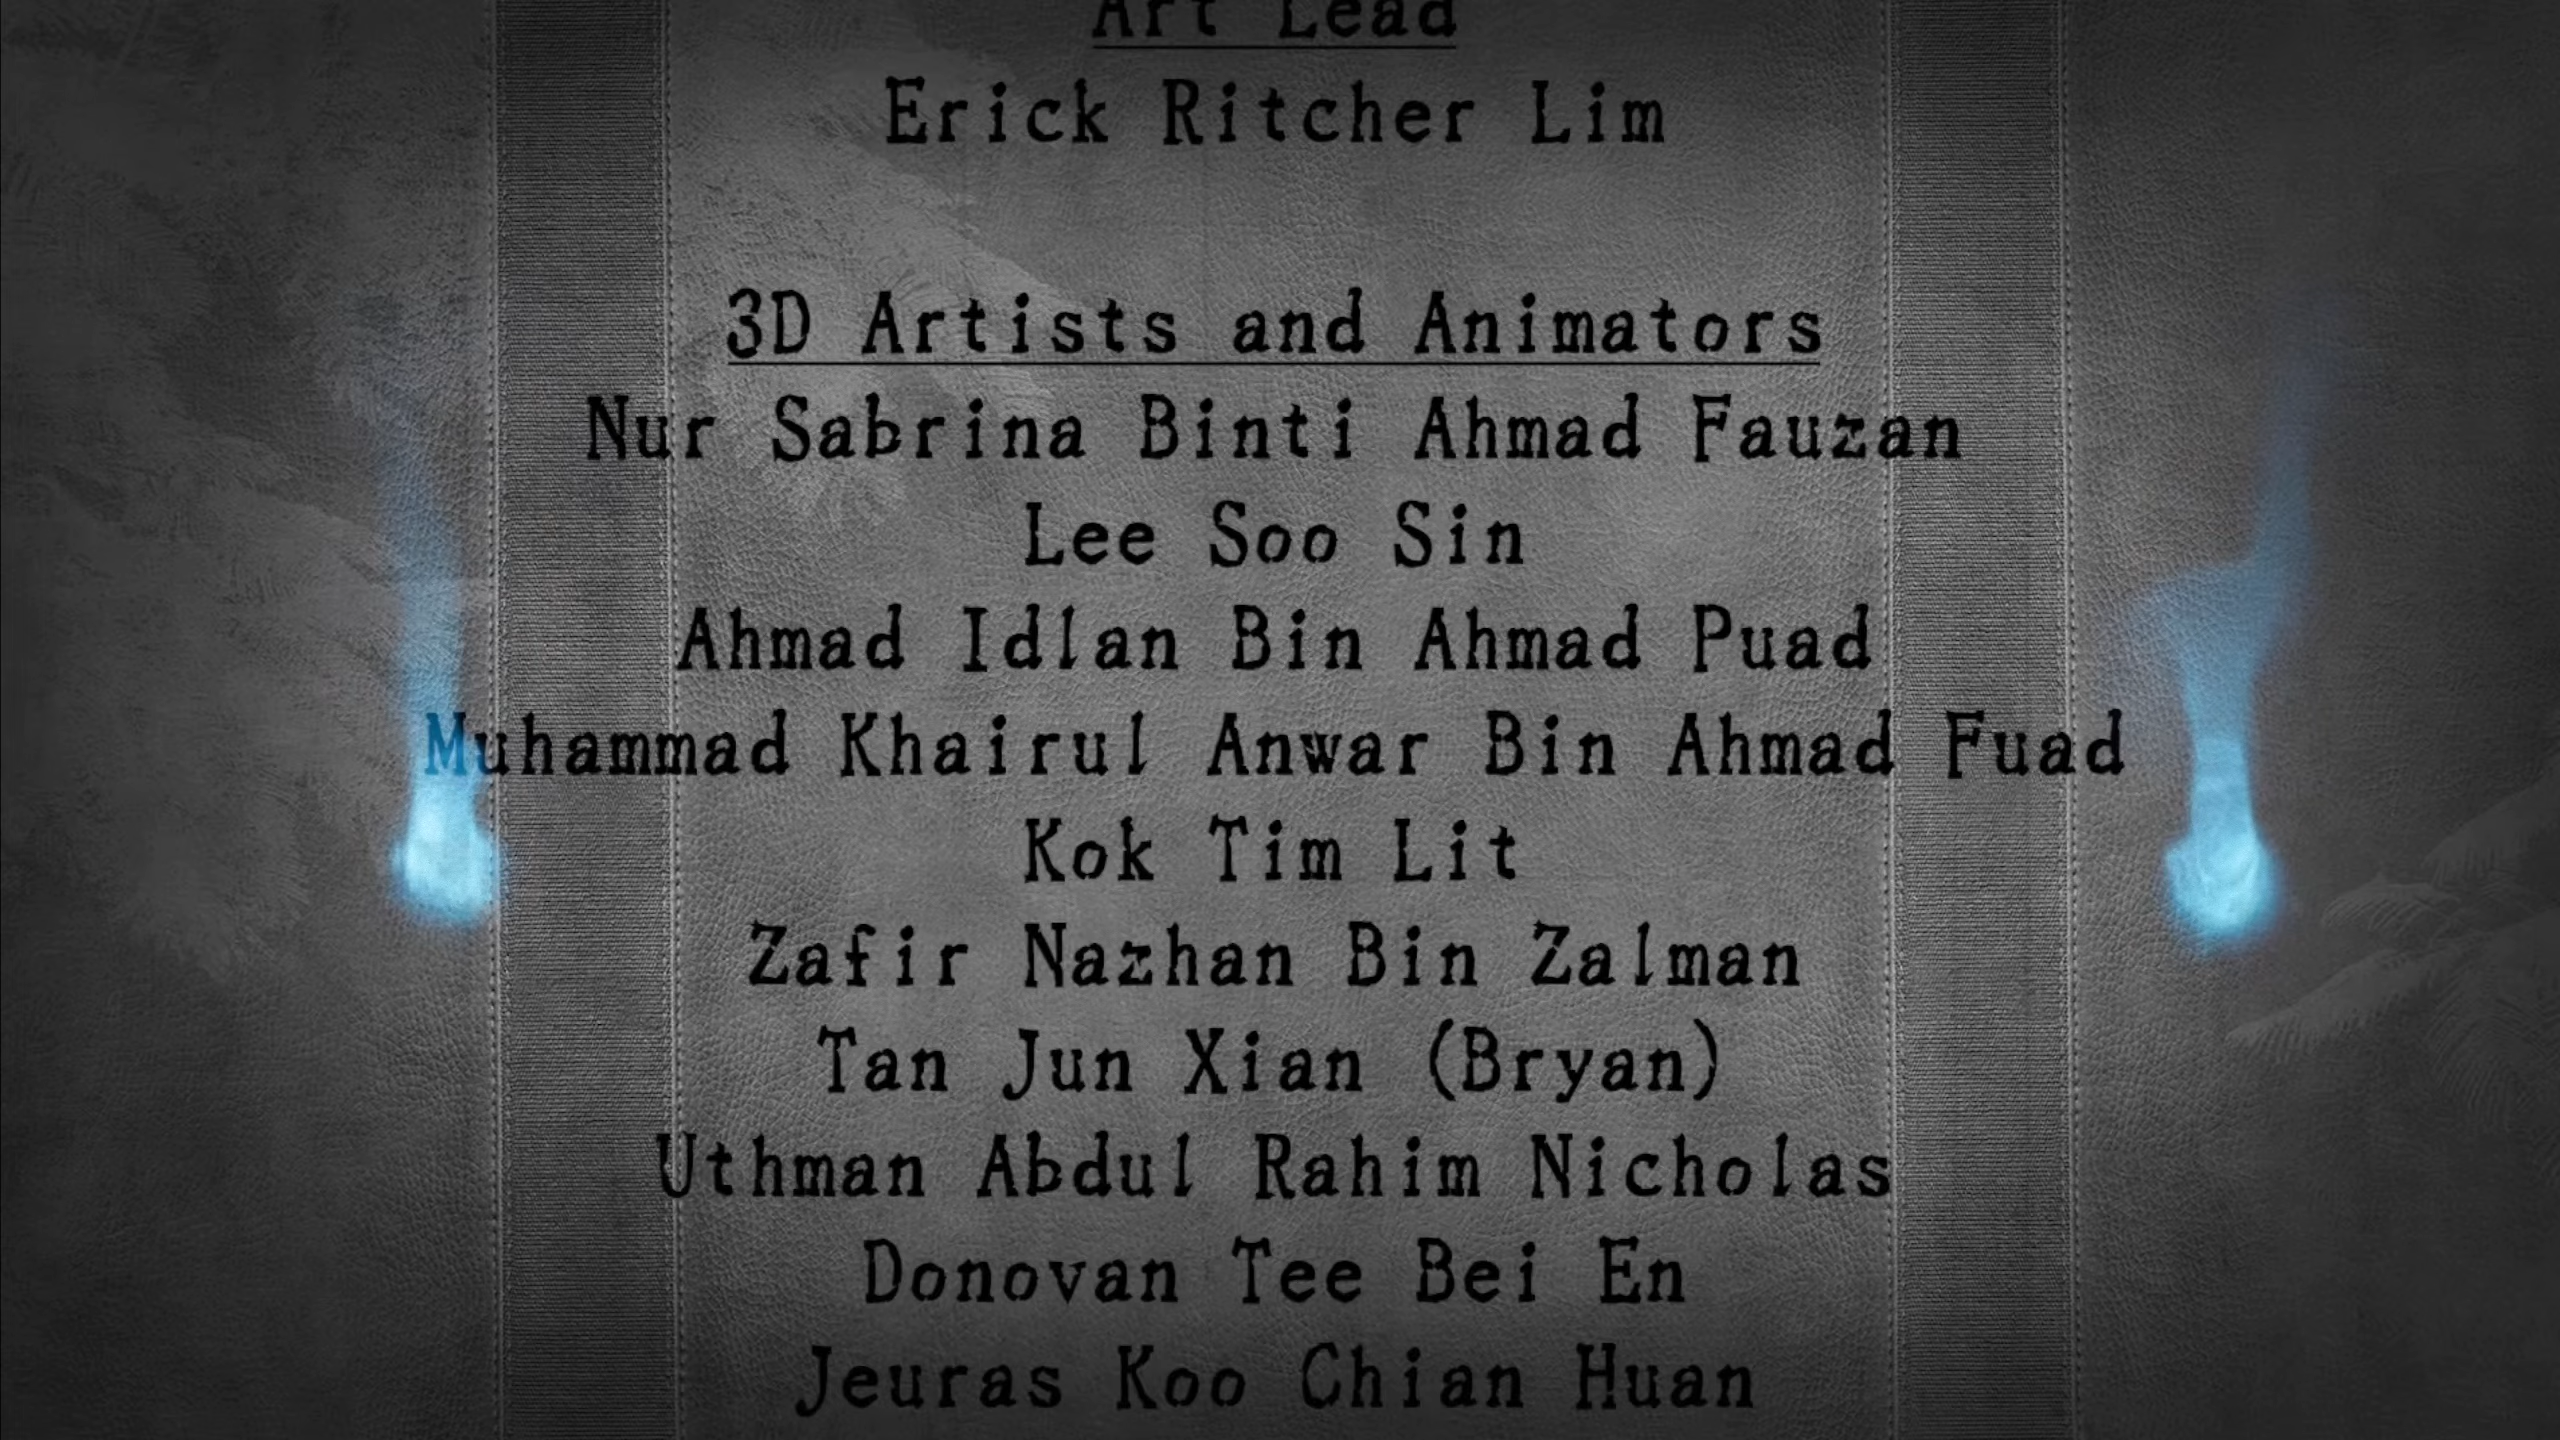 Art Lead
Erick Ritcher Lim
3D Artists and Animators
Nur Sabrina Binti Ahmad Fauzan
Lee Soo Sin
Ahmad Idlan Bin Ahmad Puad
Muhammad Khairul Anwar Bin Ahmad Fuad
Kok Tim Lit
Zafir Nazhan Bin Zalman
Tan Jun Xian (Bryan)
Uthman Abdul Rahim Nicholas
Donovan Tee Bei En
Jeuras Koo Chian Huan